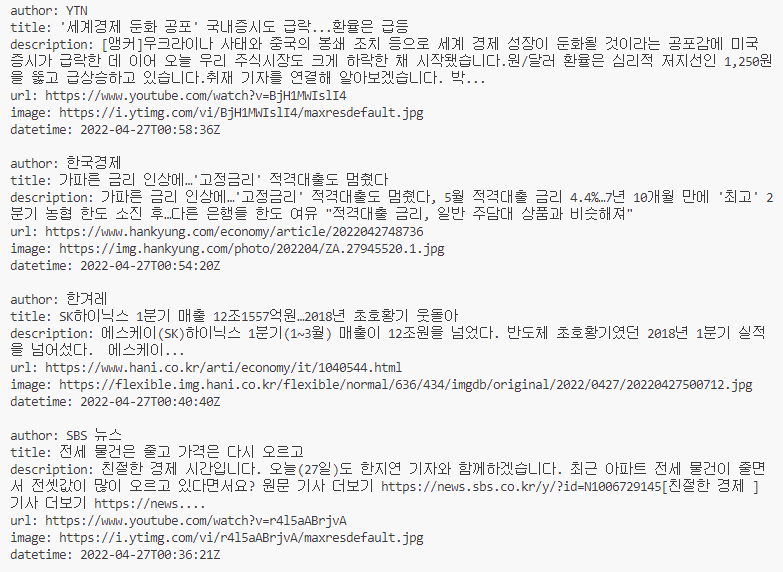 author: YTN
title: '세계경제 둔화 공포' 국내증시도 급락...환율은 급등
description: [앵커]우크라이나 사태와 중국의 봉쇄 조치 등으로 세계 경제 성장이 둔화될 것이라는 공포감에 미국
증시가 급락한 데 이어 오늘 우리 주식시장도 크게 하락한 채 시작됐습니다.원/달러 환율은 심리적 저지선인 1,250원
을 뚫고 급상승하고 있습니다.취재 기자를 연결해 알아보겠습니다. 박...
url: https://www.youtube.com/watch?v=BjH1MWIslI4
image: https://i.ytimg.com/vi/BjH1MWIslI4/maxresdefault.jpg
datetime: 2022-04-27T00:58:36Z
author: 한국경제
title: 가파른 금리 인상에…'고정금리' 적격대출도 멈췄다
description: 가파른 금리 인상에…'고정금리' 적격대출도 멈췄다, 5월 적격대출 금리 4.4%…7년 10개월 만에 '최고' 2
분기 농협 한도 소진 후…다른 은행들 한도 여유 "적격대출 금리, 일반 주담대 상품과 비슷해져"
url: https://www.hankyung.com/economy/article/2022042748736
image: https://img.hankyung.com/photo/202204/ZA.27945520.1.jpg
datetime: 2022-04-27T00:54:20Z
author: 한겨레
title: SK하이닉스 1분기 매출 12조1557억원…2018년 초호황기 웃돌아
description: 에스케이(SK)하이닉스 1분기(1~3월) 매출이 12조원을 넘었다. 반도체 초호황기였던 2018년 1분기 실적
을 넘어섰다.  에스케이...
url: https://www.hani.co.kr/arti/economy/it/1040544.html
image: https://flexible.img.hani.co.kr/flexible/normal/636/434/imgdb/original/2022/0427/20220427500712.jpg
datetime: 2022-04-27T00:40:40Z
author: SBS 뉴스
title: 전세 물건은 줄고 가격은 다시 오르고
description: 친절한 경제 시간입니다. 오늘(27일)도 한지연 기자와 함께하겠습니다. 최근 아파트 전세 물건이 줄면
서 전셋값이 많이 오르고 있다면서요? 원문 기사 더보기 https://news.sbs.co.kr/y/?id=N1006729145[친절한 경제 ]
기사 더보기 https://news....
url: https://www.youtube.com/watch?v=r4l5aABrjvA
image: https://i.ytimg.com/vi/r4l5aABrjvA/maxresdefault.jpg
datetime: 2022-04-27T00:36:21Z